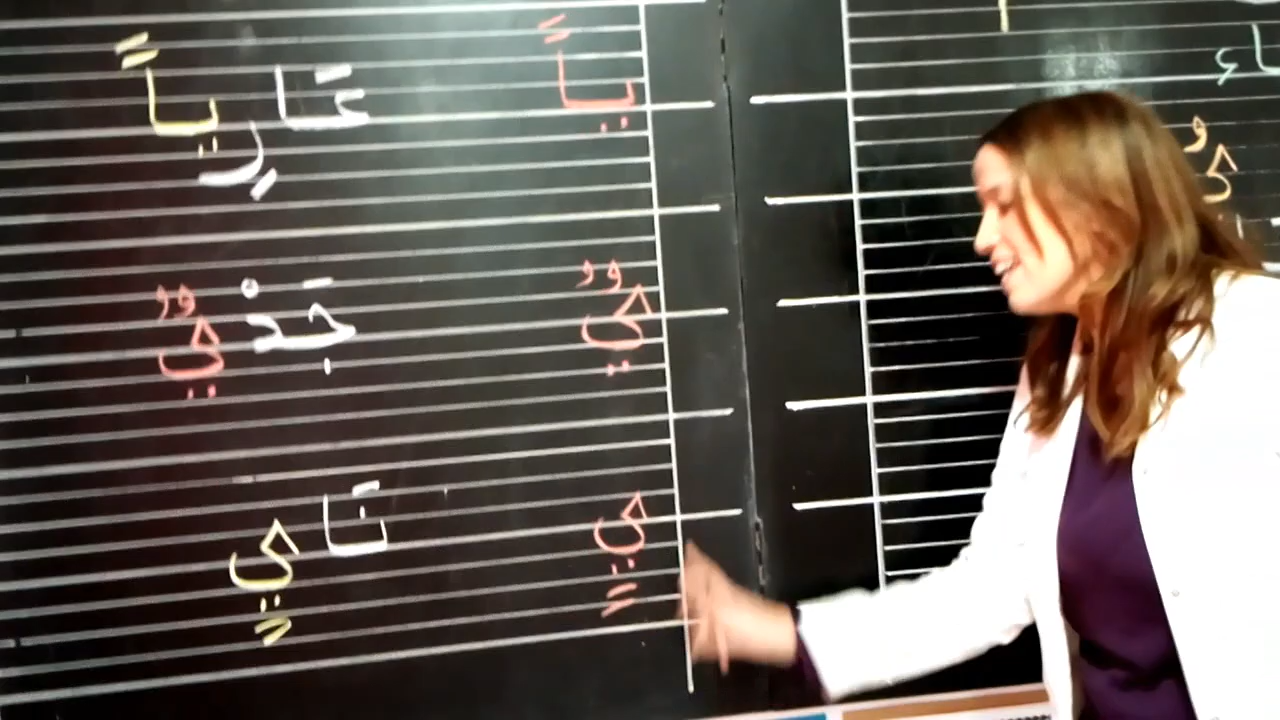 يًا عَارِيًا
يٌ جَدْيٌ
يٍ نَايٍ